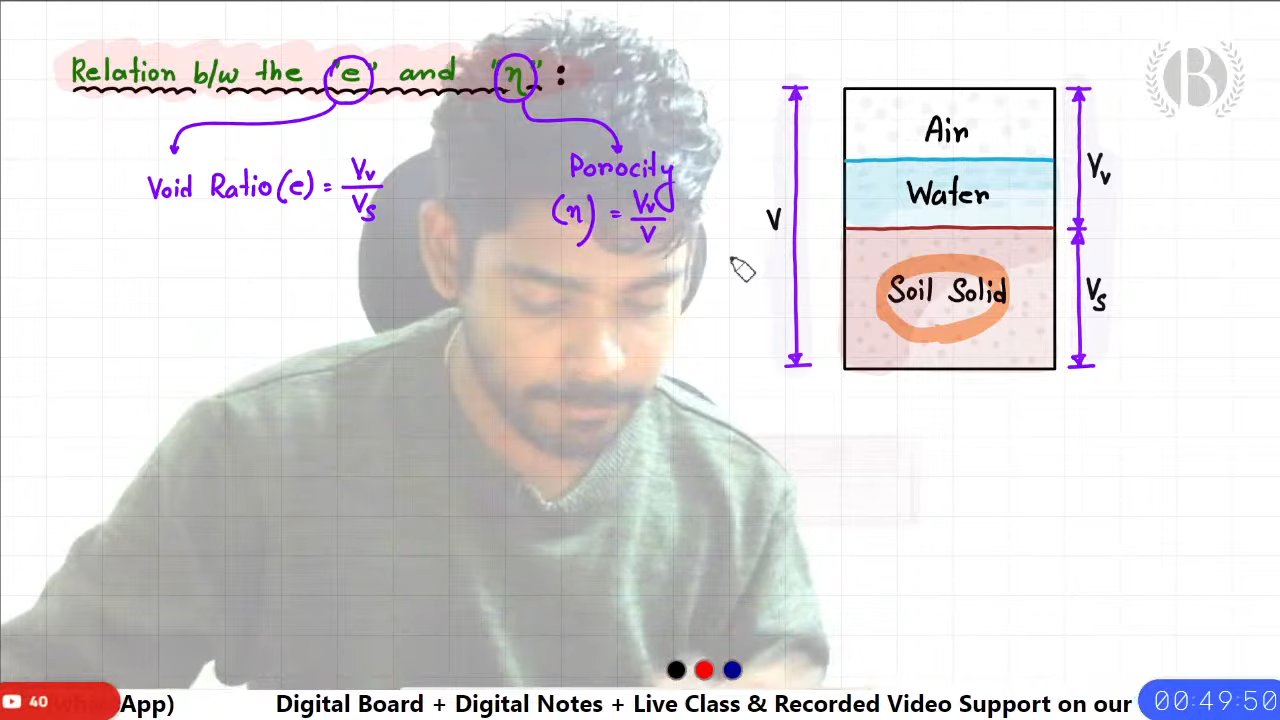 Relation b/w the "e" and "η" :
Void Ratio(e) = Vv/Vs
Porocity
(η) = Vv/V
V
Air
Water
Soil Solid
Vv
Vs
B
40
App)
Digital Board + Digital Notes + Live Class & Recorded Video Support on our
00:49:50